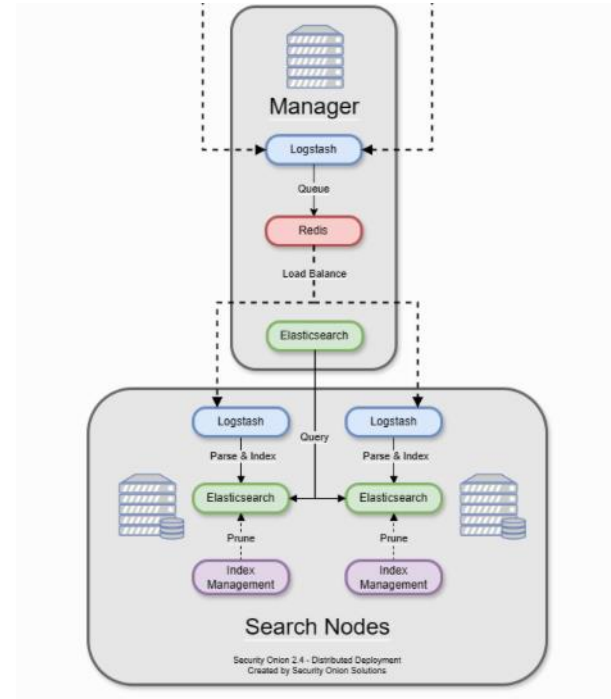 Manager
Logstash
Queue
Redis
Load Balance
Elasticsearch
Logstash
Logstash
Query
Parse & Index
Parse & Index
Elasticsearch
Elasticsearch
Prune
Prune
Index
Management
Index
Management
Search Nodes
Security Onion 2.4 - Distributed Deployment
Created by Security Onion Solutions